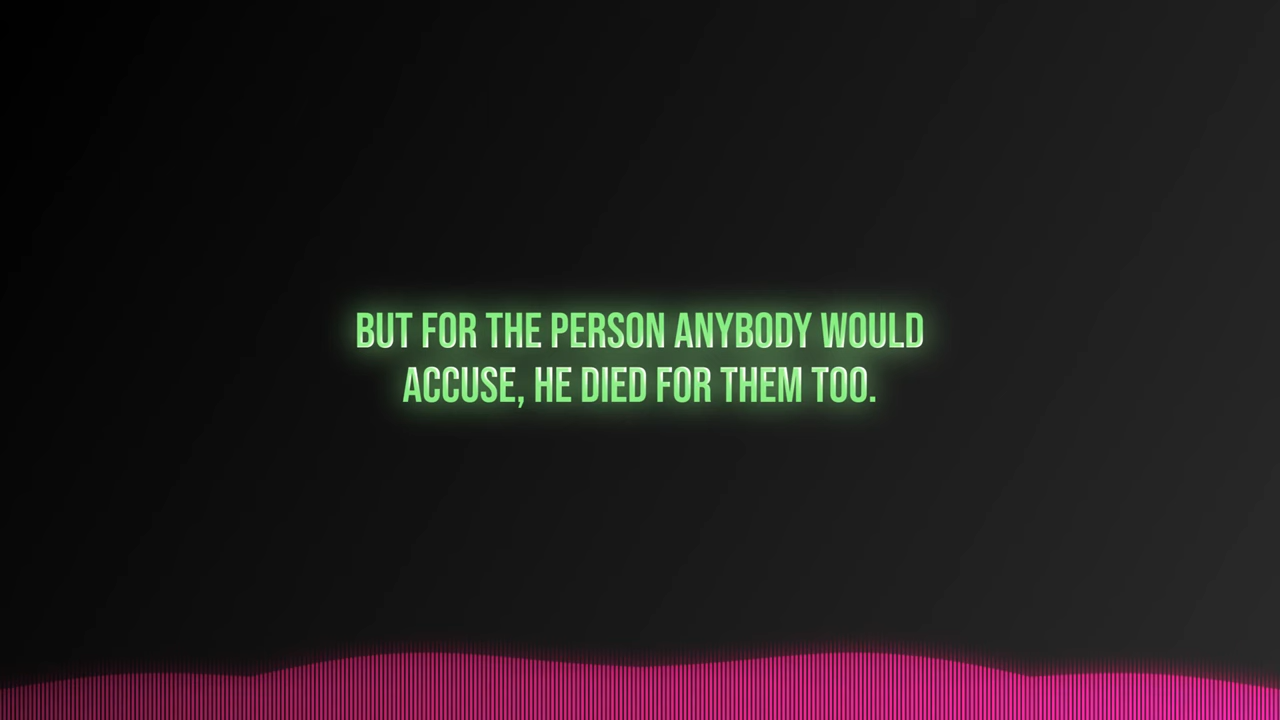 BUT FOR THE PERSON ANYBODY WOULD
ACCUSE, HE DIED FOR THEM TOO.